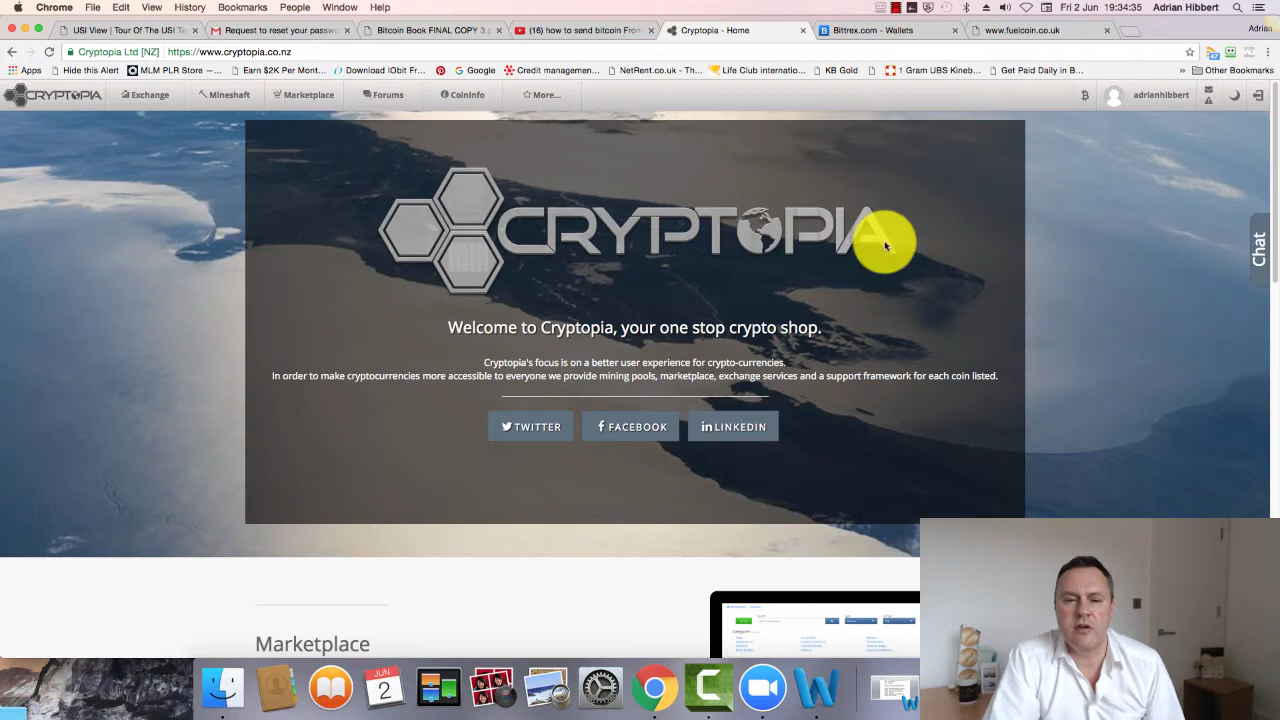 Chrome File Edit View History Bookmarks People Window Help
Fri 2 Jun 19:34:35 Adrian Hibbert
USI View | Tour Of The USI Te
Request to reset your passwo
Bitcoin Book FINAL COPY 3.p
(16) how to send bitcoin From
Cryptopia - Home
Bittrex.com - Wallets
www.fuelcoin.co.uk
Adrian
Cryptopia Ltd [NZ] https://www.cryptopia.co.nz
47
Apps Hide this Alert MLM PLR Store — ... Earn $2K Per Mont... Download IObit Fr... Google Credit managemen... NetRent.co.uk - Th... Life Club internatio... KB Gold 1 Gram UBS Kineb... Get Paid Daily in B... » Other Bookmarks
CRYPTOPIA Exchange Mineshaft Marketplace Forums CoinInfo More... adrianhibbert
CRYPTOPIA
Chat
Welcome to Cryptopia, your one stop crypto shop.
Cryptopia's focus is on a better user experience for crypto-currencies.
In order to make cryptocurrencies more accessible to everyone we provide mining pools, marketplace, exchange services and a support framework for each coin listed.
TWITTER FACEBOOK LINKEDIN
Marketplace
Categories
JUN
2